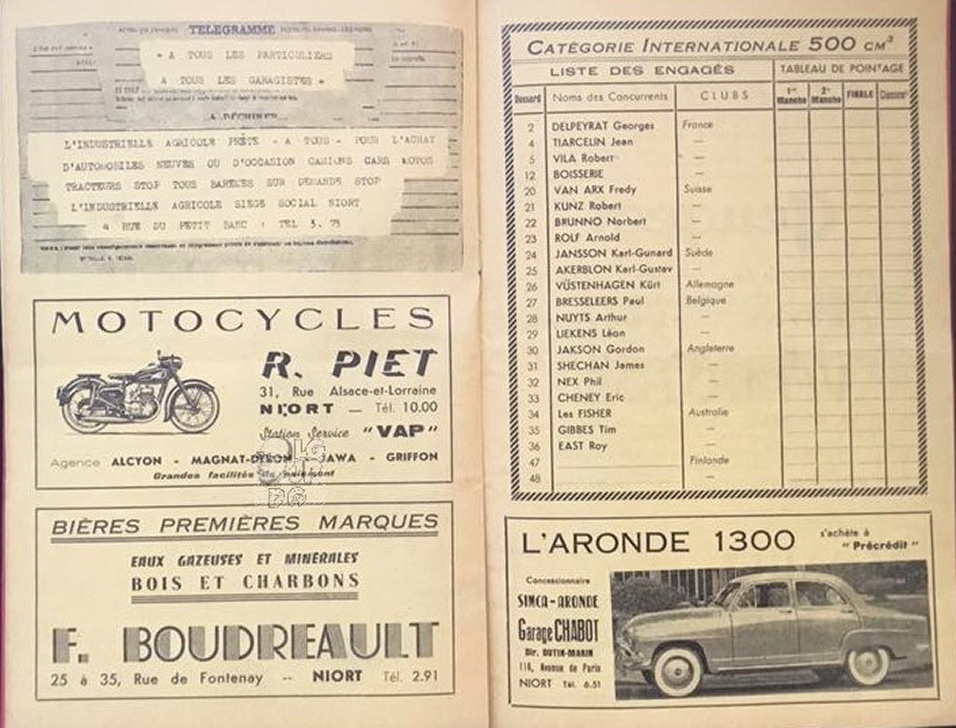 TÉLÉGRAMME
« A TOUS LES PARTICULIERS
A TOUS LES GARAGISTES »
A DÉCHIRER
L'INDUSTRIELLE AGRICOLE PRÊTE - A TOUS - POUR L'ACHAT
D'AUTOMOBILES NEUVES OU D'OCCASION CAMIONS CARS MOTOS
TRACTEURS STOP TOUS BARÈMES SUR DEMANDE STOP
L'INDUSTRIELLE AGRICOLE SIEGE SOCIAL NIORT
4 RUE DU PETIT BANC : TEL 3.75
MOTOCYCLES
R. PIET
31, Rue Alsace-et-Lorraine
NIORT — Tél. 10.00
Station Service "VAP"
Agence ALCYON - MAGNAT-DEBON - JAWA - GRIFFON
Grandes facilités de paiement
BIÈRES PREMIÈRES MARQUES
EAUX GAZEUSES ET MINÉRALES
BOIS ET CHARBONS
F. BOUDREAULT
25 à 35, Rue de Fontenay -- NIORT Tél. 2.91
CATÉGORIE INTERNATIONALE 500 CM³
LISTE DES ENGAGÉS TABLEAU DE POINTAGE
Dossard Noms des Concurrents CLUBS 1re Manche 2e Manche FINALE Classemt
2 DELPEYRAT Georges France
4 TIARCELIN Jean —
5 VILA Robert —
12 BOISSERIE —
20 VAN ARX Fredy Suisse
21 KUNZ Robert —
22 BRUNNO Norbert —
23 ROLF Arnold —
24 JANSSON Karl-Gunard Suède
25 AKERBLON Karl-Gustav —
26 VÜSTENHAGEN Kürt Allemagne
27 BRESSELEERS Paul Belgique
28 NUYTS Arthur —
29 LIEKENS Léon —
30 JAKSON Gordon Angleterre
31 SHECHAN James —
32 NEX Phil —
33 CHENEY Eric —
34 Les FISHER Australie
35 GIBBES Tim —
36 EAST Roy —
47 Finlande
48 —
L'ARONDE 1300 s'achète à
"Précrédit"
Concessionnaire
SIMCA-ARONDE
Garage CHABOT
Dir. DUTIN-MARIN
116, Avenue de Paris
NIORT Tél. 6.51